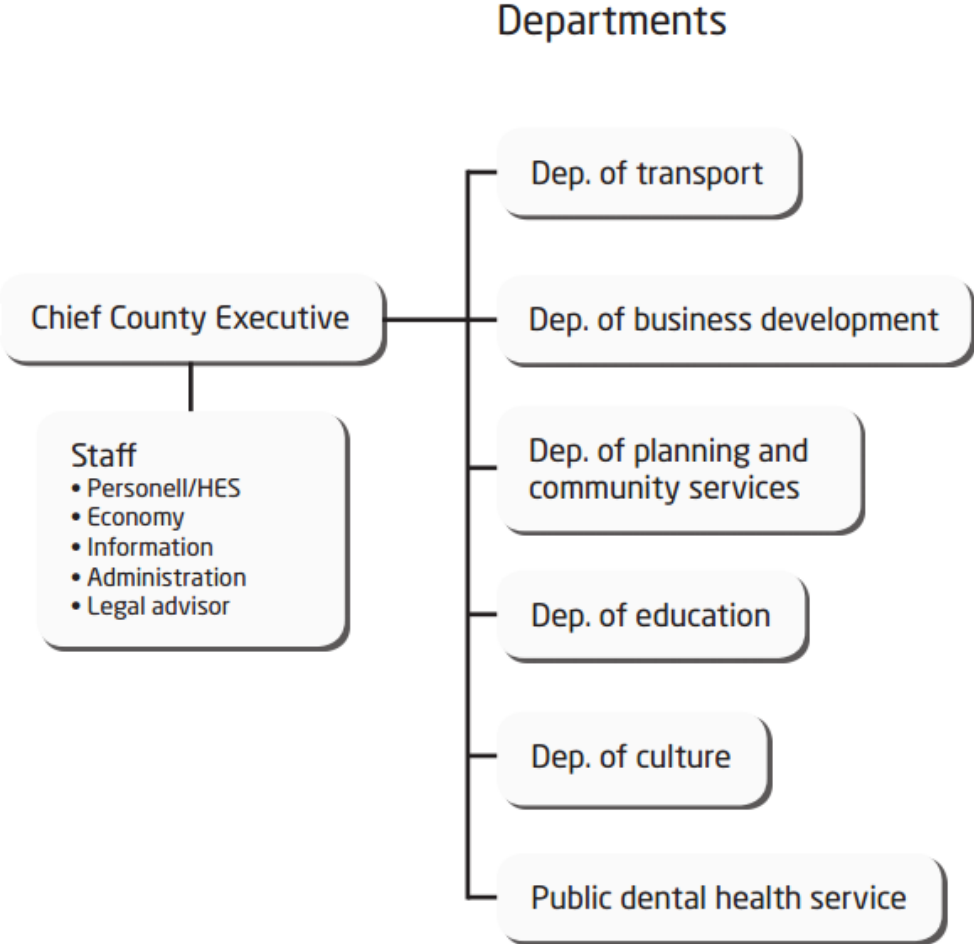 Departments
Chief County Executive
Staff
• Personell/HES
• Economy
• Information
• Administration
• Legal advisor
Dep. of transport
Dep. of business development
Dep. of planning and
community services
Dep. of education
Dep. of culture
Public dental health service